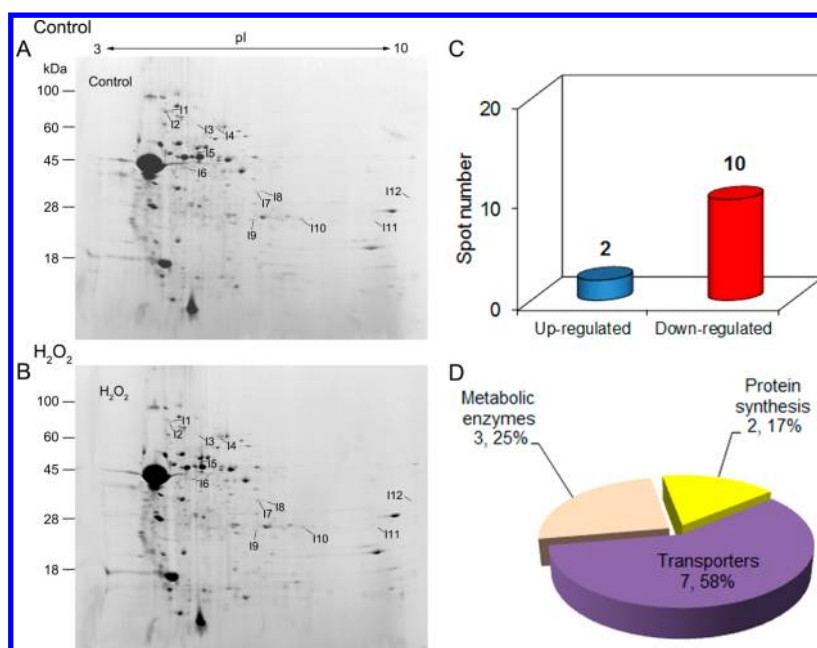 Control
A
3
pI
10
kDa
Control
100
60
45
28
18
I1
I2
I3
I4
I5
I6
I7
I8
I9
I10
I11
I12
H2O2
B
H2O2
100
60
45
28
18
I1
I2
I3
I4
I5
I6
I7
I8
I9
I10
I11
I12
C
Spot number
20
10
0
2
10
Up-regulated
Down-regulated
D
Metabolic
enzymes
3, 25%
Protein
synthesis
2, 17%
Transporters
7, 58%